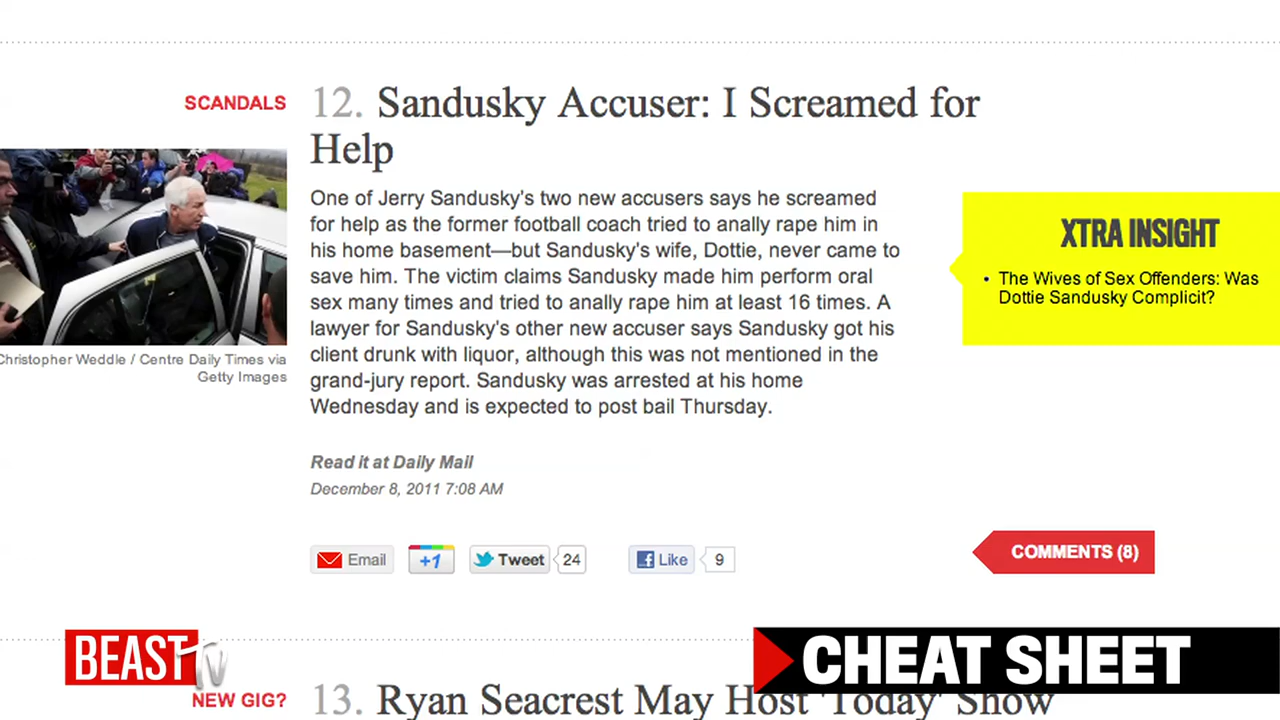 SCANDALS
12. Sandusky Accuser: I Screamed for
Help
One of Jerry Sandusky's two new accusers says he screamed
for help as the former football coach tried to anally rape him in
his home basement—but Sandusky's wife, Dottie, never came to
save him. The victim claims Sandusky made him perform oral
sex many times and tried to anally rape him at least 16 times. A
lawyer for Sandusky's other new accuser says Sandusky got his
client drunk with liquor, although this was not mentioned in the
grand-jury report. Sandusky was arrested at his home
Wednesday and is expected to post bail Thursday.
Christopher Weddle / Centre Daily Times via
Getty Images
XTRA INSIGHT
• The Wives of Sex Offenders: Was
Dottie Sandusky Complicit?
Read it at Daily Mail
December 8, 2011 7:08 AM
Email +1 Tweet 24 Like 9
COMMENTS (8)
BEAST TV
CHEAT SHEET
NEW GIG?
13. Ryan Seacrest May Host 'Today' Show